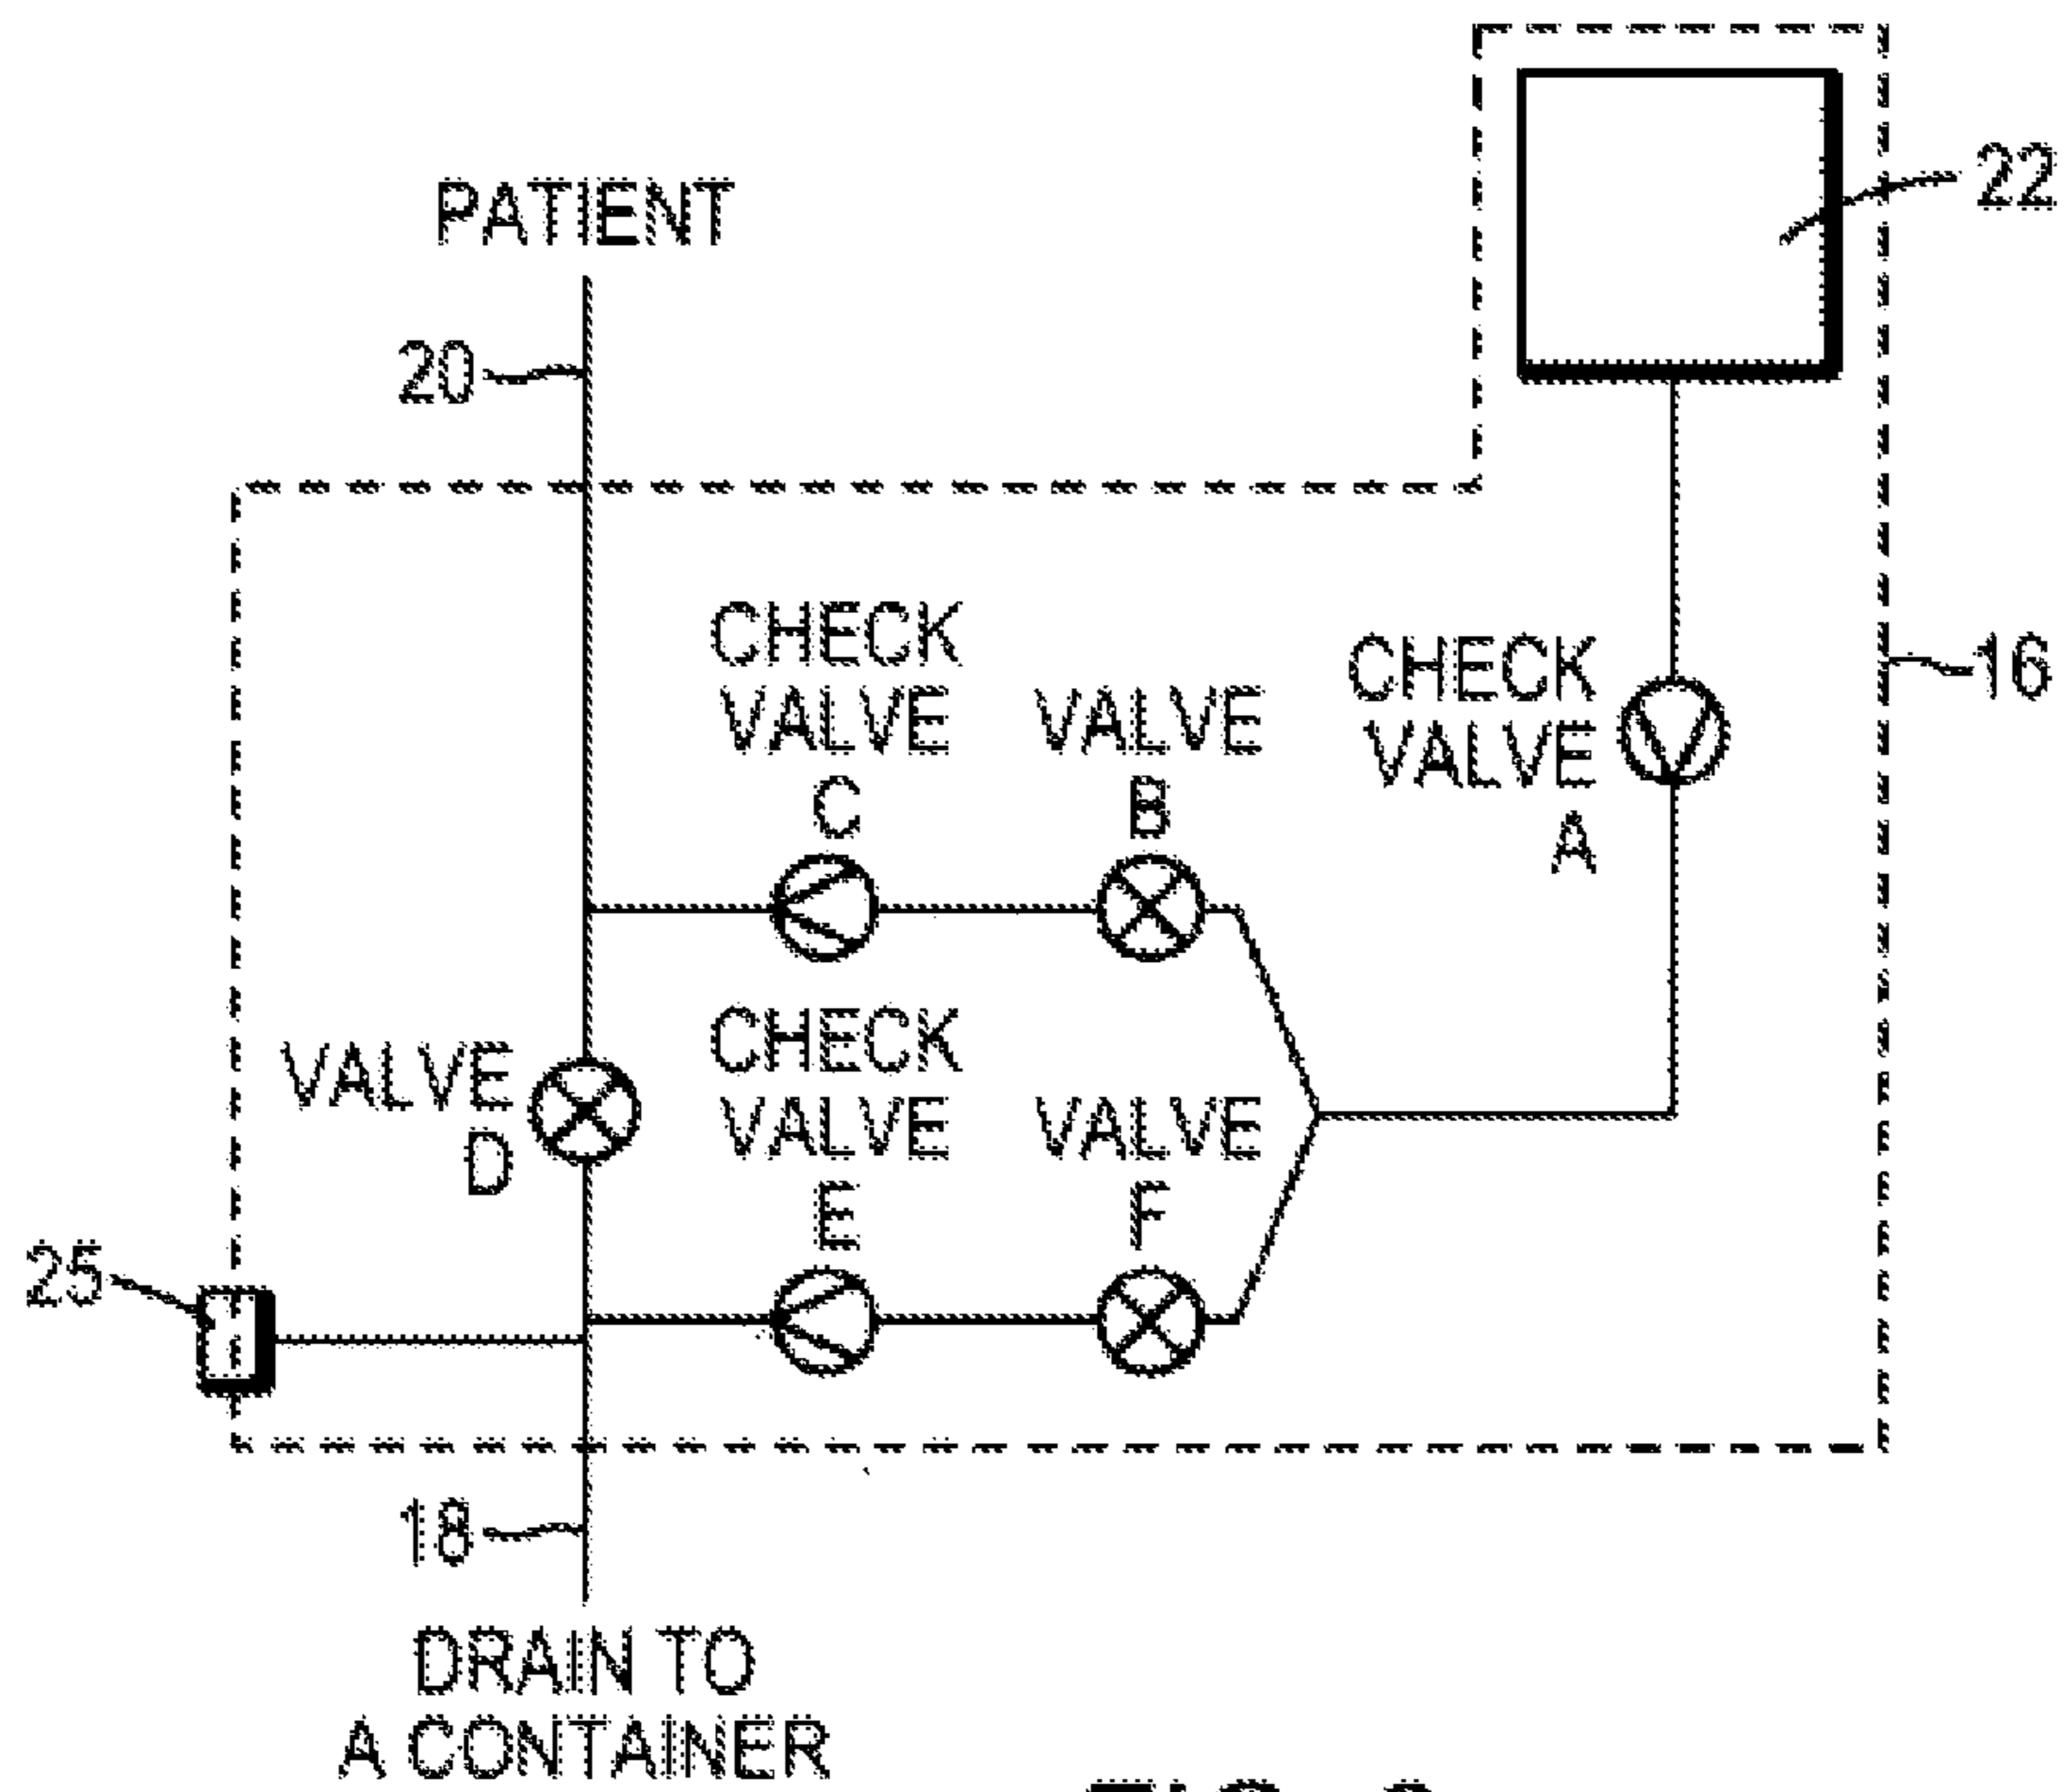 22
PATIENT
20
CHECK
VALVE
C
VALVE
B
CHECK
VALVE
A
16
VALVE
D
CHECK
VALVE
E
VALVE
F
25
18
DRAIN TO
A CONTAINER